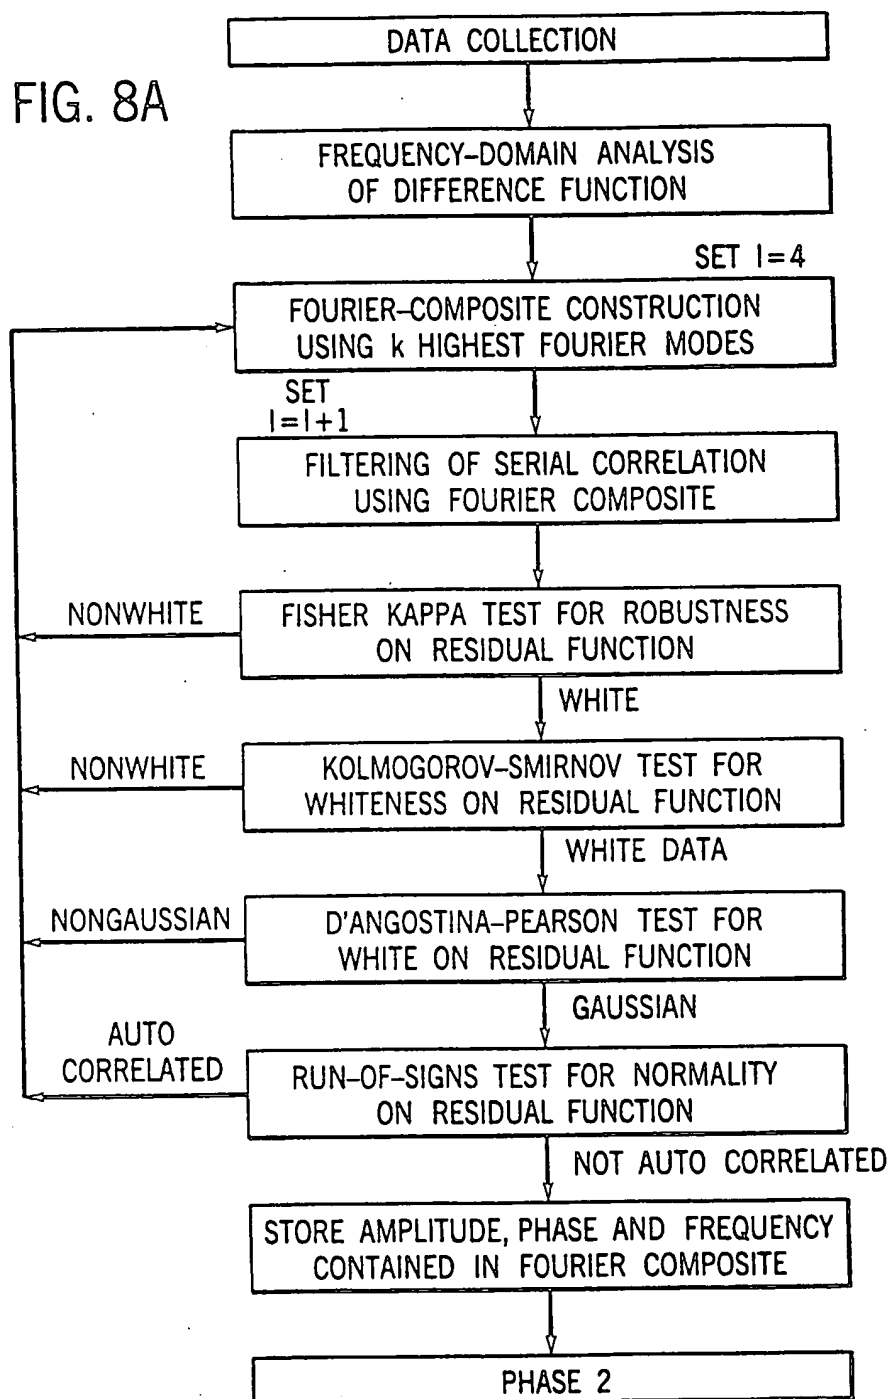 DATA COLLECTION
FIG. 8A
FREQUENCY-DOMAIN ANALYSIS
OF DIFFERENCE FUNCTION
SET I=4
FOURIER-COMPOSITE CONSTRUCTION
USING k HIGHEST FOURIER MODES
SET
I=I+1
FILTERING OF SERIAL CORRELATION
USING FOURIER COMPOSITE
NONWHITE
FISHER KAPPA TEST FOR ROBUSTNESS
ON RESIDUAL FUNCTION
WHITE
NONWHITE
KOLMOGOROV-SMIRNOV TEST FOR
WHITENESS ON RESIDUAL FUNCTION
WHITE DATA
NONGAUSSIAN
D'ANGOSTINA-PEARSON TEST FOR
WHITE ON RESIDUAL FUNCTION
GAUSSIAN
AUTO
CORRELATED
RUN-OF-SIGNS TEST FOR NORMALITY
ON RESIDUAL FUNCTION
NOT AUTO CORRELATED
STORE AMPLITUDE, PHASE AND FREQUENCY
CONTAINED IN FOURIER COMPOSITE
PHASE 2